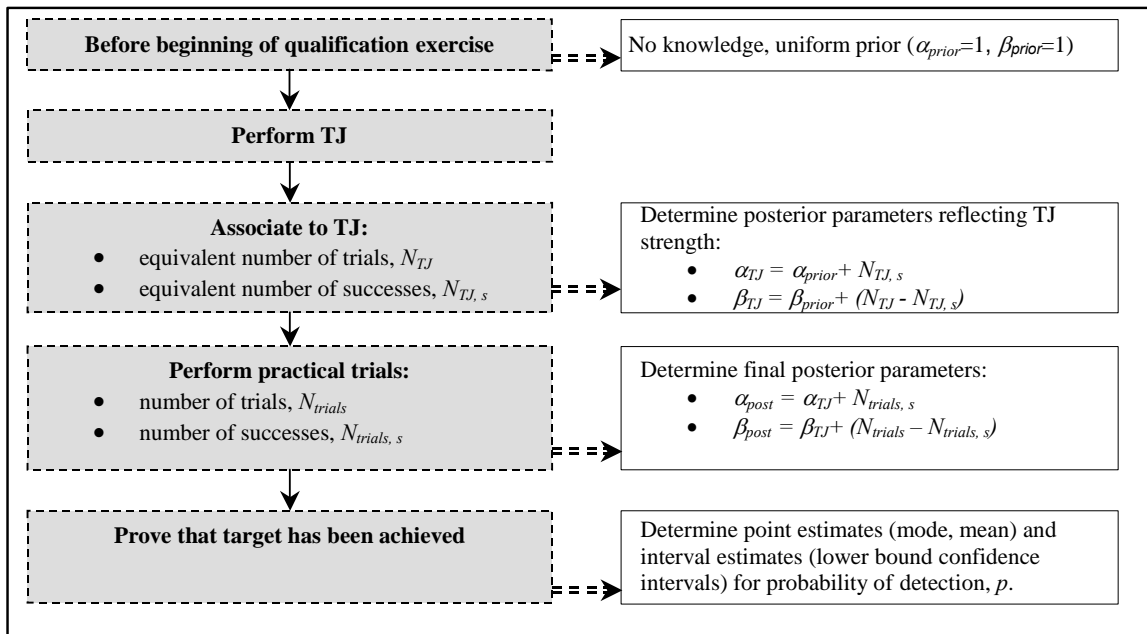 Before beginning of qualification exercise
No knowledge, uniform prior (αprior=1, βprior=1)
Perform TJ
Associate to TJ:
• equivalent number of trials, NTJ
• equivalent number of successes, NTJ, s
Determine posterior parameters reflecting TJ
strength:
• αTJ = αprior+ NTJ, s
• βTJ = βprior+ (NTJ - NTJ, s)
Perform practical trials:
• number of trials, Ntrials
• number of successes, Ntrials, s
Determine final posterior parameters:
• αpost = αTJ+ Ntrials, s
• βpost = βTJ+ (Ntrials – Ntrials, s)
Prove that target has been achieved
Determine point estimates (mode, mean) and
interval estimates (lower bound confidence
intervals) for probability of detection, p.